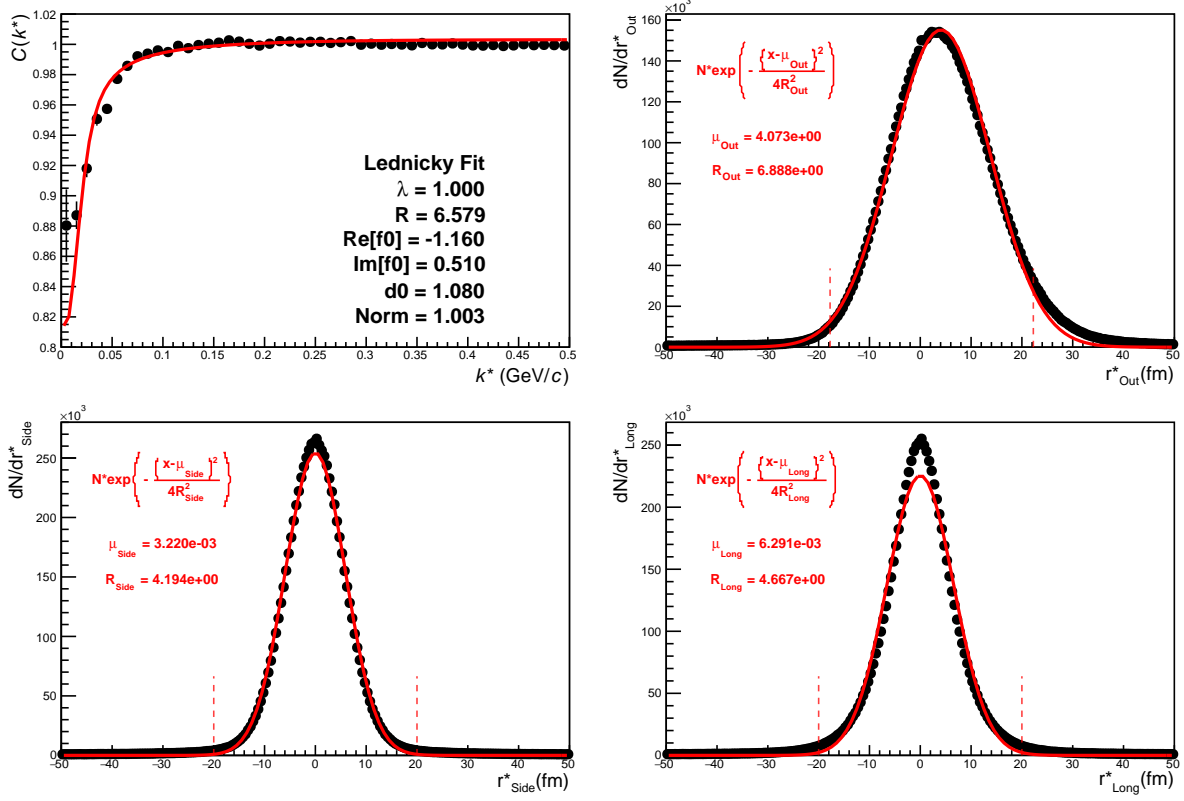 C(k*)
1.02
1
0.98
0.96
0.94
0.92
0.9
0.88
0.86
0.84
0.82
0.8
Lednicky Fit
λ = 1.000
R = 6.579
Re[f0] = -1.160
Im[f0] = 0.510
d0 = 1.080
Norm = 1.003
0 0.05 0.1 0.15 0.2 0.25 0.3 0.35 0.4 0.45 0.5
k* (GeV/c)
×10³
dN/dr*Out
160
140
120
100
80
60
40
20
0
N*exp{ - {x-μOut}² / 4R²Out }
μOut = 4.073e+00
ROut = 6.888e+00
−50 −40 −30 −20 −10 0 10 20 30 40 50
r*Out(fm)
×10³
dN/dr*Side
250
200
150
100
50
0
N*exp{ - {x-μSide}² / 4R²Side }
μSide = 3.220e-03
RSide = 4.194e+00
−50 −40 −30 −20 −10 0 10 20 30 40 50
r*Side(fm)
×10³
dN/dr*Long
250
200
150
100
50
0
N*exp{ - {x-μLong}² / 4R²Long }
μLong = 6.291e-03
RLong = 4.667e+00
−50 −40 −30 −20 −10 0 10 20 30 40 50
r*Long(fm)